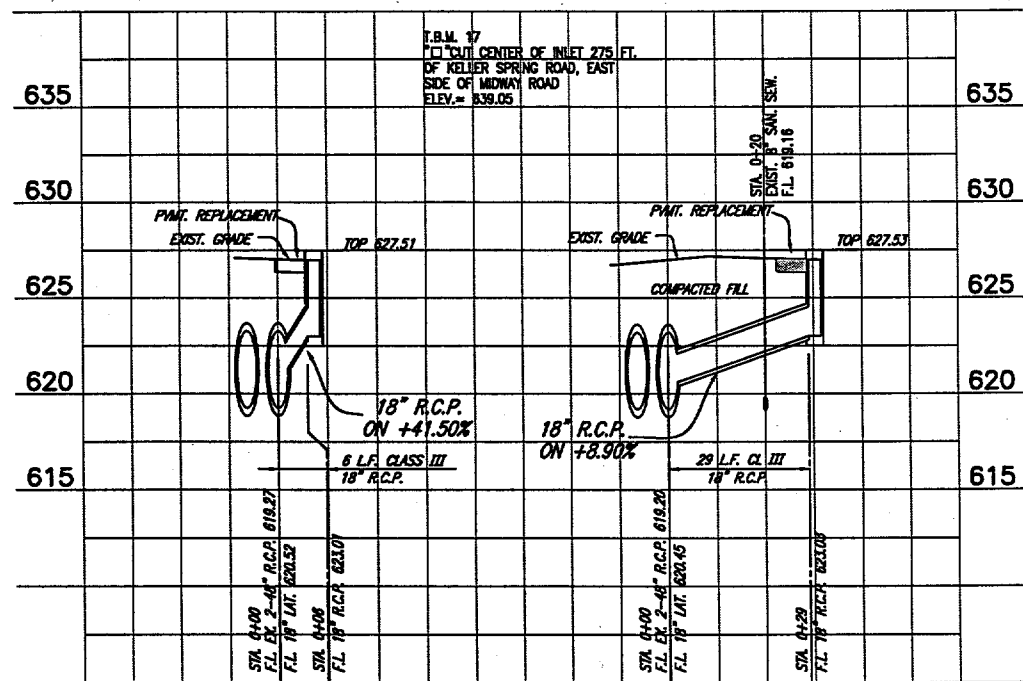 T.B.M. 17
"□" CUT CENTER OF INLET 275 FT.
OF KELLER SPRING ROAD, EAST
SIDE OF MIDWAY ROAD
ELEV.= 639.05
635
635
STA. 0+20
EXIST. 8" SAN. SEW.
F.L. 619.16
630
630
PVMT. REPLACEMENT
EXIST. GRADE
TOP 627.51
PVMT. REPLACEMENT
EXIST. GRADE
TOP 627.53
625
625
COMPACTED FILL
620
620
18" R.C.P.
ON +41.50%
18" R.C.P.
ON +8.90%
6 L.F. CLASS III
18" R.C.P.
29 L.F. CL III
18" R.C.P.
615
615
STA. 0+00
F.L. EX. 2-48" R.C.P. 619.27
F.L. 18" LAT. 620.52
STA. 0+06
F.L. 18" R.C.P. 623.01
STA. 0+00
F.L. EX. 2-48" R.C.P. 619.20
F.L. 18" LAT. 620.45
STA. 0+29
F.L. 18" R.C.P. 623.03